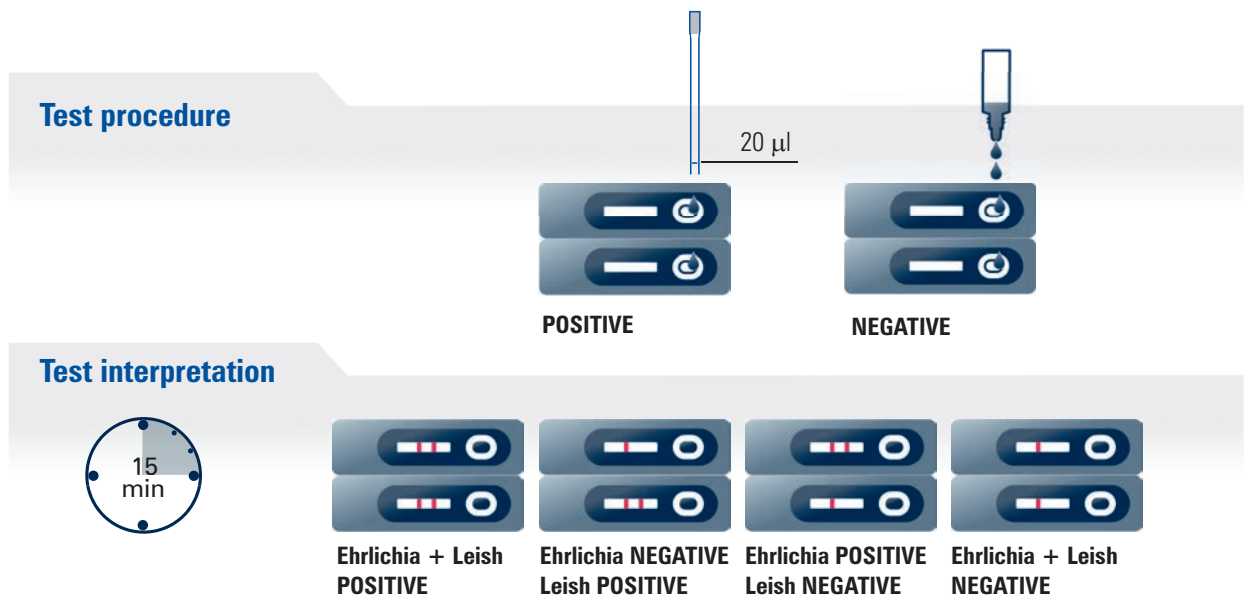 Test procedure
20 µl
POSITIVE
NEGATIVE
Test interpretation
15
min
Ehrlichia + Leish
POSITIVE
Ehrlichia NEGATIVE
Leish POSITIVE
Ehrlichia POSITIVE
Leish NEGATIVE
Ehrlichia + Leish
NEGATIVE